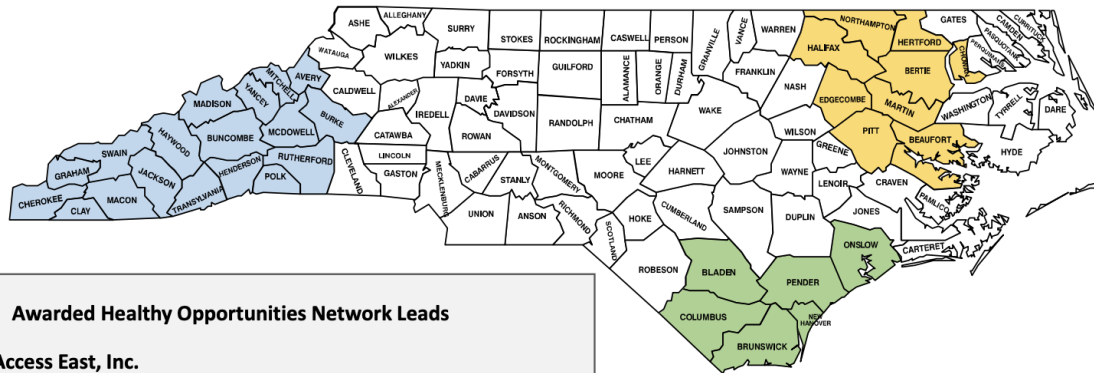 ASHE
ALLEGHANY
SURRY
STOKES
ROCKINGHAM
CASWELL
PERSON
GRANVILLE
VANCE
WARREN
NORTHAMPTON
GATES
CAMDEN
CURRITUCK
PASQUOTANK
PERQUIMANS
HALIFAX
HERTFORD
CHOWAN
WATAUGA
WILKES
YADKIN
FORSYTH
GUILFORD
ALAMANCE
ORANGE
DURHAM
FRANKLIN
NASH
BERTIE
AVERY
MITCHELL
YANCEY
CALDWELL
ALEXANDER
IREDELL
DAVIE
DAVIDSON
RANDOLPH
CHATHAM
WAKE
EDGECOMBE
MARTIN
WASHINGTON
TYRRELL
DARE
MADISON
BUNCOMBE
MCDOWELL
BURKE
CATAWBA
ROWAN
WILSON
PITT
BEAUFORT
HYDE
HAYWOOD
SWAIN
GRAHAM
JACKSON
HENDERSON
RUTHERFORD
POLK
CLEVELAND
LINCOLN
GASTON
MECKLENBURG
CABARRUS
STANLY
MONTGOMERY
MOORE
LEE
HARNETT
JOHNSTON
WAYNE
GREENE
LENOIR
CRAVEN
PAMLICO
CHEROKEE
CLAY
MACON
TRANSYLVANIA
UNION
ANSON
RICHMOND
SCOTLAND
HOKE
CUMBERLAND
SAMPSON
DUPLIN
JONES
CARTERET
ONSLOW
ROBESON
BLADEN
PENDER
COLUMBUS
NEW
HANOVER
BRUNSWICK
Awarded Healthy Opportunities Network Leads
Access East, Inc.